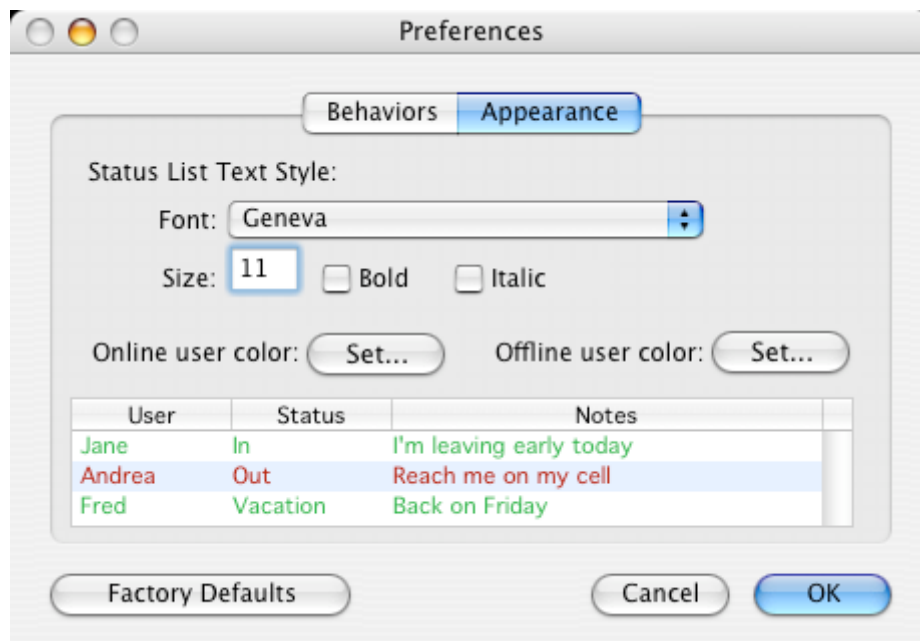 Preferences
Behaviors Appearance
Status List Text Style:
Font: Geneva
Size: 11 Bold Italic
Online user color: Set... Offline user color: Set...
User Status Notes
Jane In I'm leaving early today
Andrea Out Reach me on my cell
Fred Vacation Back on Friday
Factory Defaults Cancel OK